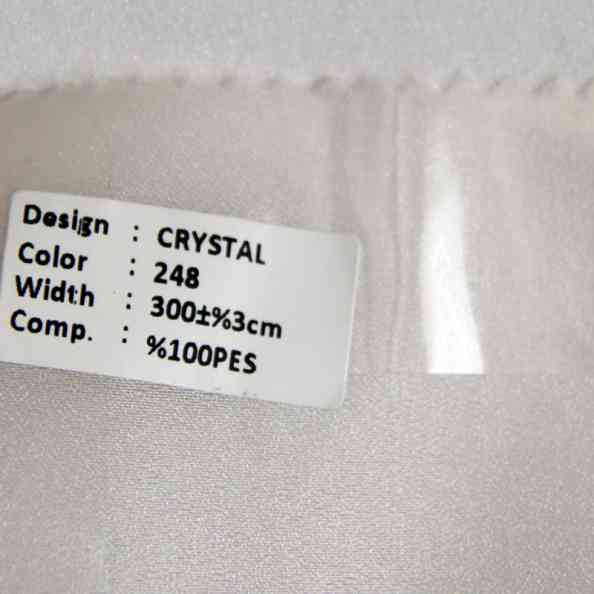 Design : CRYSTAL
Color : 248
Width : 300±%3cm
Comp. : %100PES